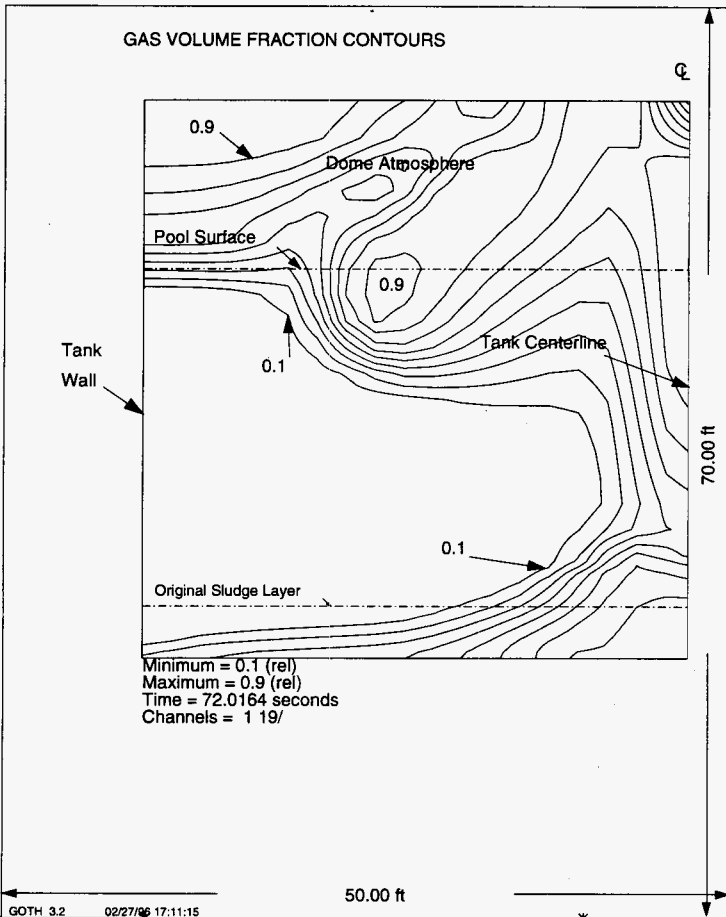 GAS VOLUME FRACTION CONTOURS
℄
0.9
Dome Atmosphere
Pool Surface
0.9
Tank Centerline
Tank
Wall
0.1
70.00 ft
0.1
Original Sludge Layer
Minimum = 0.1 (rel)
Maximum = 0.9 (rel)
Time = 72.0164 seconds
Channels = 1 19/
50.00 ft
GOTH 3.2 02/27/96 17:11:15